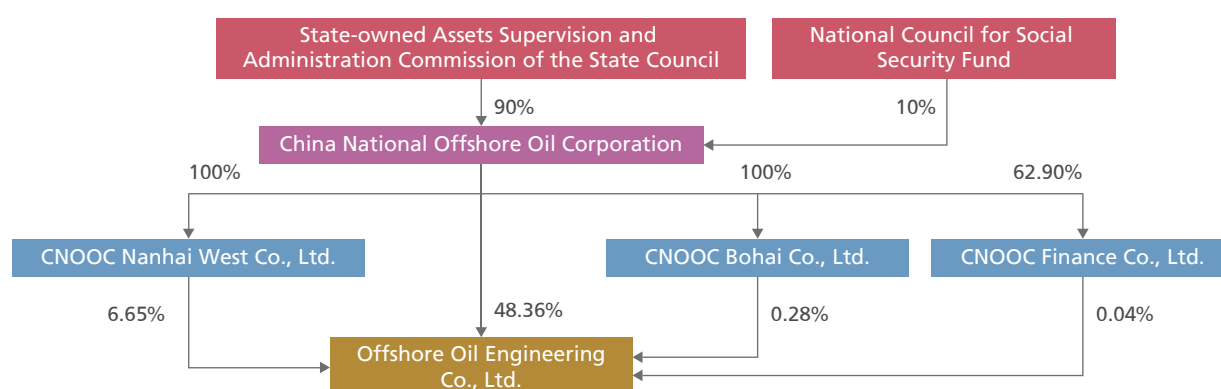 State-owned Assets Supervision and
Administration Commission of the State Council
National Council for Social
Security Fund
90%
10%
China National Offshore Oil Corporation
100%
100%
62.90%
CNOOC Nanhai West Co., Ltd.
CNOOC Bohai Co., Ltd.
CNOOC Finance Co., Ltd.
6.65%
48.36%
0.28%
0.04%
Offshore Oil Engineering
Co., Ltd.